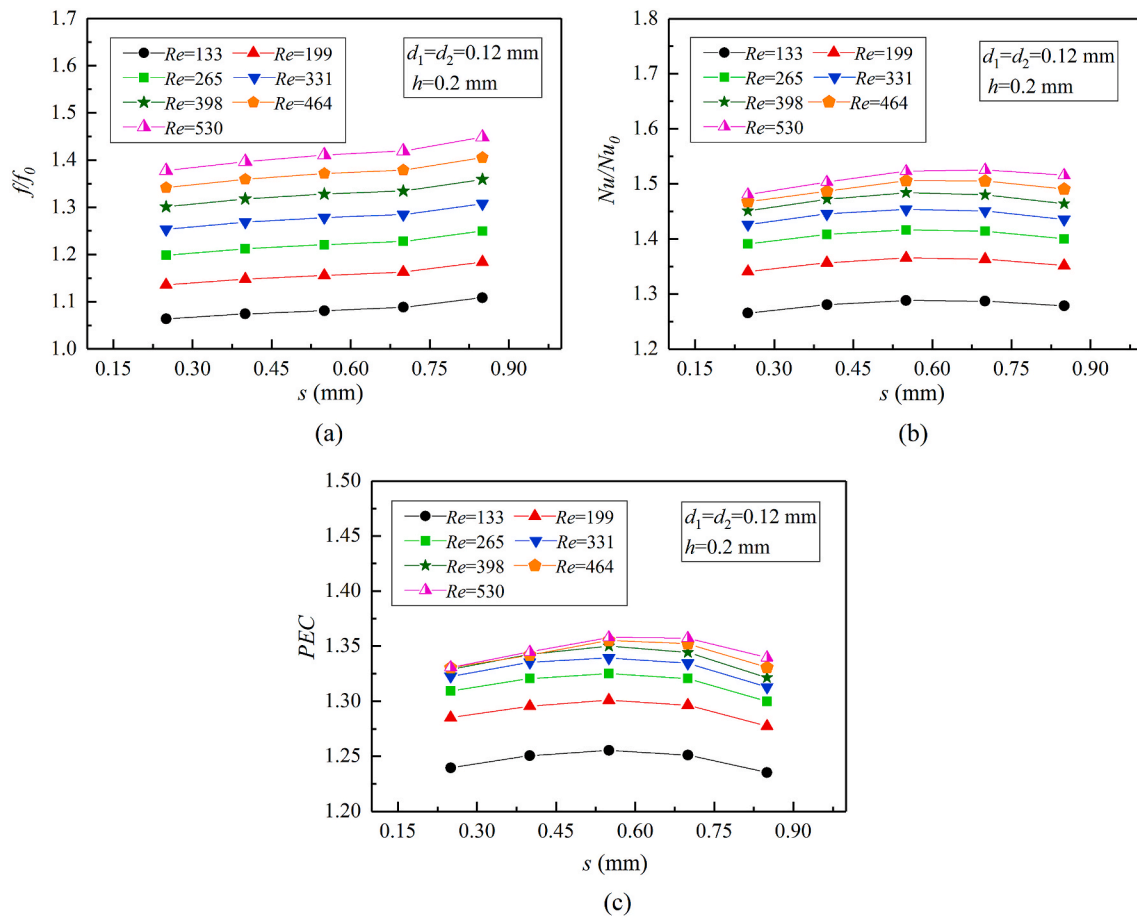 1.7
1.6
1.5
1.4
1.3
1.2
1.1
1.0
f/f0
Re=133 Re=199
Re=265 Re=331
Re=398 Re=464
Re=530
d1=d2=0.12 mm
h=0.2 mm
0.15 0.30 0.45 0.60 0.75 0.90
s (mm)
(a)
1.8
1.7
1.6
1.5
1.4
1.3
1.2
Nu/Nu0
Re=133 Re=199
Re=265 Re=331
Re=398 Re=464
Re=530
d1=d2=0.12 mm
h=0.2 mm
0.15 0.30 0.45 0.60 0.75 0.90
s (mm)
(b)
1.50
1.45
1.40
1.35
1.30
1.25
1.20
PEC
Re=133 Re=199
Re=265 Re=331
Re=398 Re=464
Re=530
d1=d2=0.12 mm
h=0.2 mm
0.15 0.30 0.45 0.60 0.75 0.90
s (mm)
(c)